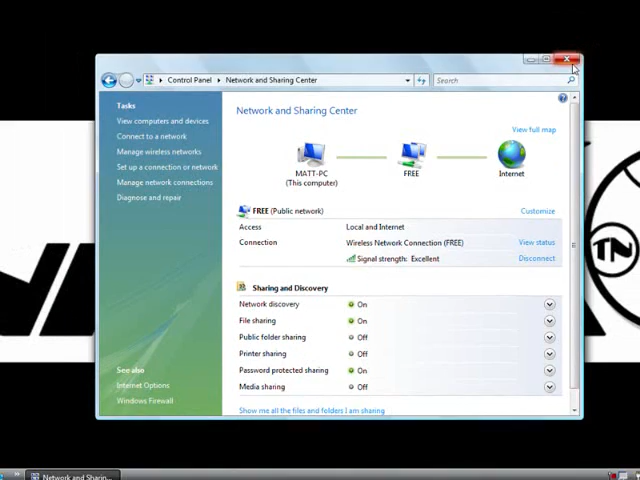 Control Panel Network and Sharing Center
Search
Tasks
View computers and devices
Connect to a network
Manage wireless networks
Set up a connection or network
Manage network connections
Diagnose and repair
See also
Internet Options
Windows Firewall
Network and Sharing Center
View full map
MATT-PC
(This computer)
FREE
Internet
FREE (Public network)
Customize
Access Local and Internet
Connection Wireless Network Connection (FREE) View status
Signal strength: Excellent Disconnect
Sharing and Discovery
Network discovery On
File sharing On
Public folder sharing Off
Printer sharing Off
Password protected sharing On
Media sharing Off
Show me all the files and folders I am sharing
TN
Network and Sharin...